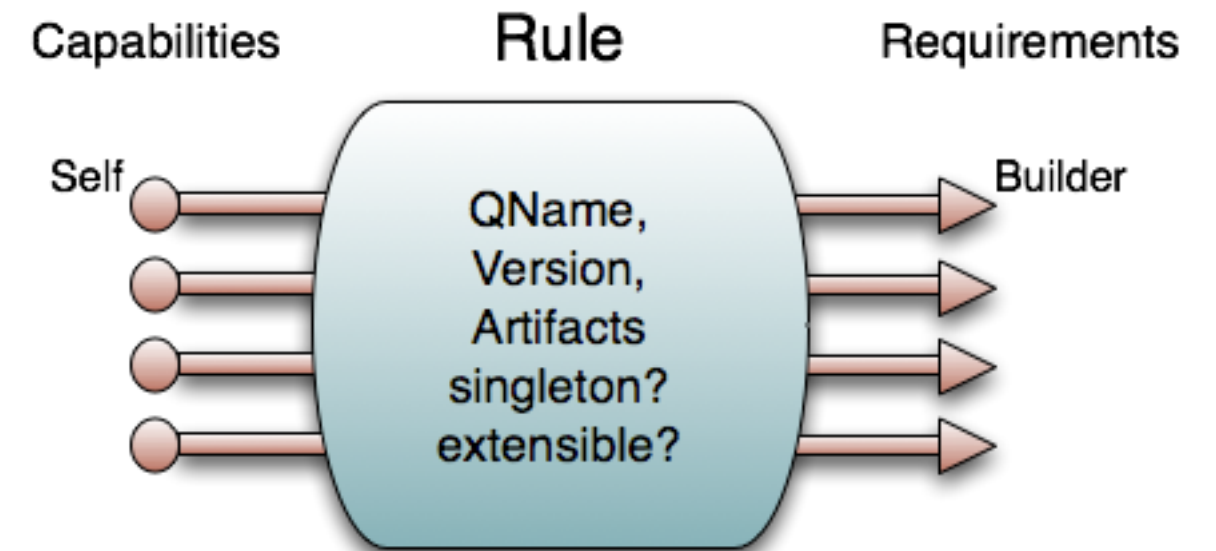 Capabilities
Rule
Requirements
Self
Builder
QName,
Version,
Artifacts
singleton?
extensible?